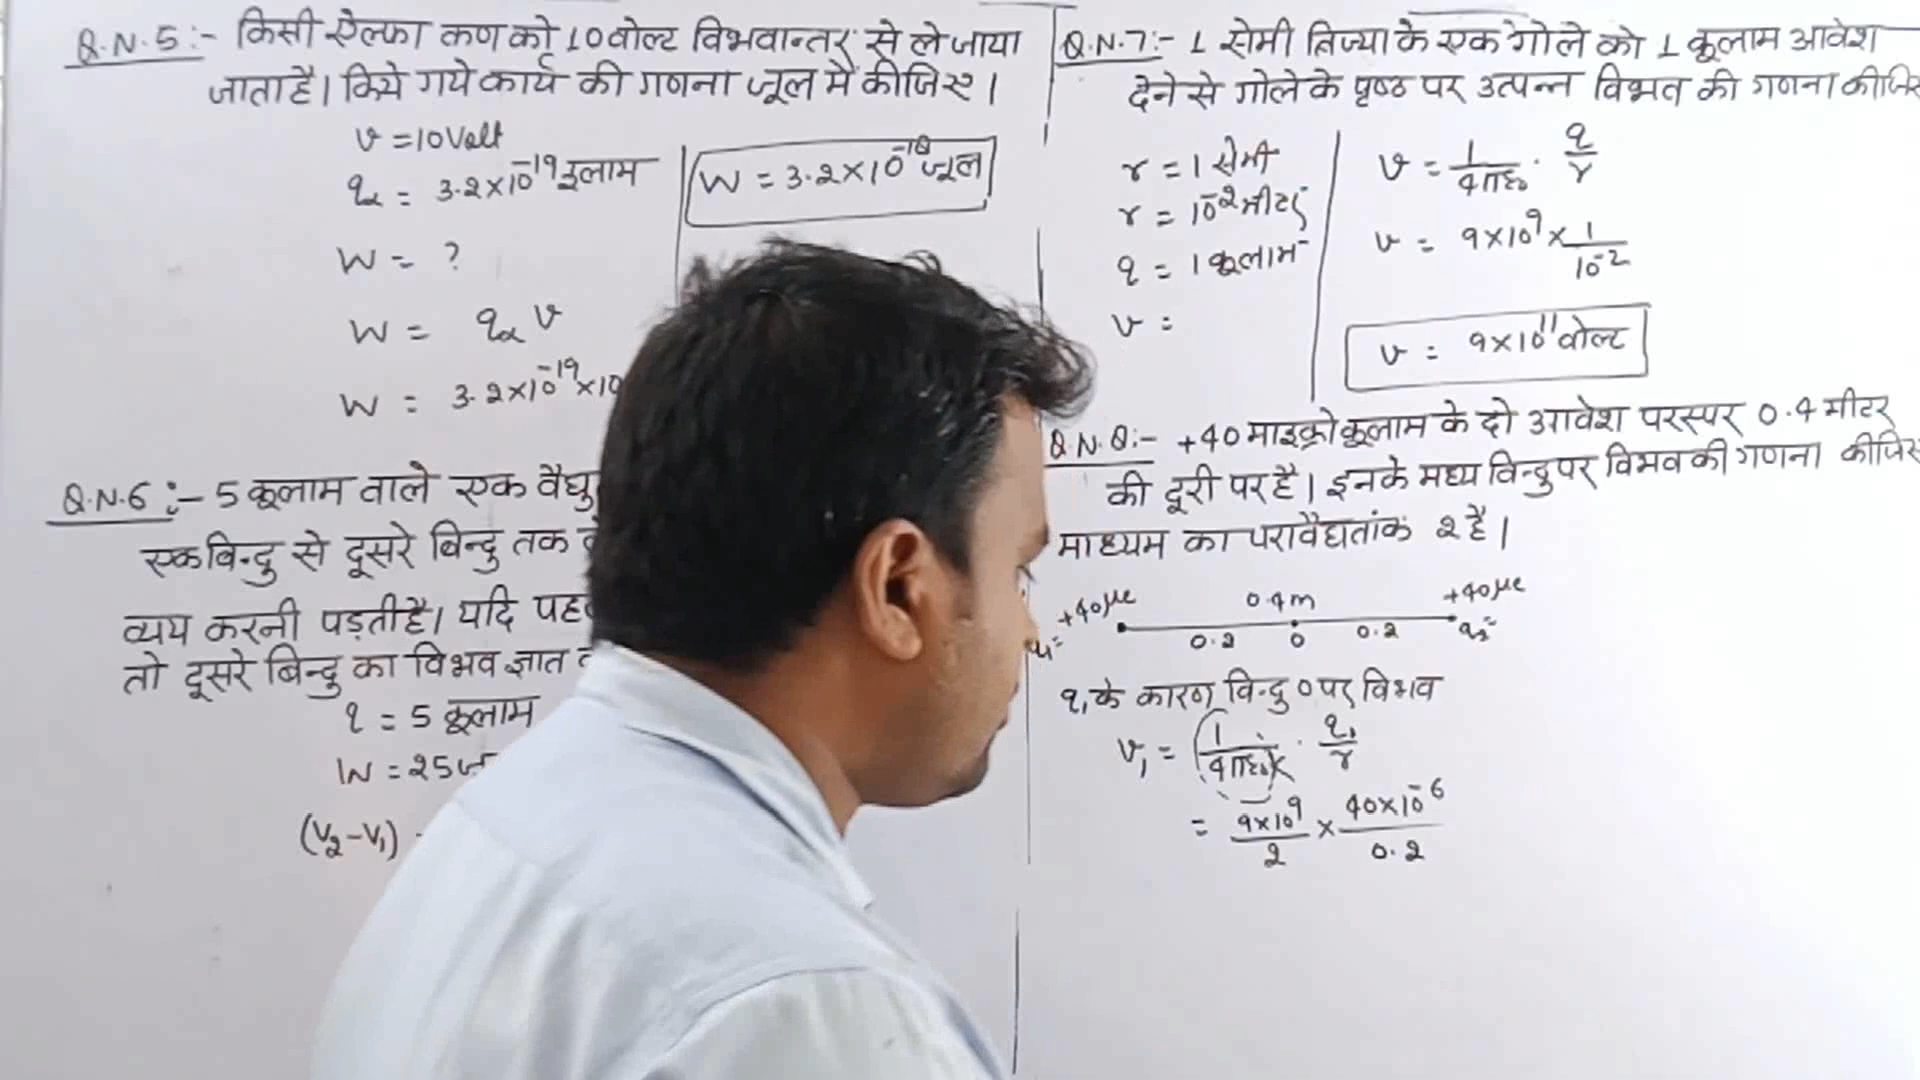 Q.N.5:- किसी ऐल्फा कण को 10 वोल्ट विभवान्तर से ले जाया
जाता है। किये गये कार्य की गणना जूल में कीजिए।
v = 10 Volt
qα = 3.2×10⁻¹⁹ कूलाम
W = ?
W = qα v
W = 3.2×10⁻¹⁹×10
W = 3.2×10⁻¹⁸ जूल
Q.N.6:- 5 कूलाम वाले एक वैद्यु
एक बिन्दु से दूसरे बिन्दु तक
व्यय करनी पड़ती है। यदि पहल
तो दूसरे बिन्दु का विभव ज्ञात
q = 5 कूलाम
W = 25 जू
(V₂-V₁)
Q.N.7:- 1 सेमी त्रिज्या के एक गोले को 1 कूलाम आवेश
देने से गोले के पृष्ठ पर उत्पन्न विभव की गणना कीजिए
r = 1 सेमी
r = 10⁻² मीटर
q = 1 कूलाम
v =
v = 1/4πε₀ . q/r
v = 9×10⁹ × 1/10⁻²
v = 9×10¹¹ वोल्ट
Q.N.8:- +40 माइक्रो कूलाम के दो आवेश परस्पर 0.4 मीटर
की दूरी पर है। इनके मध्य विन्दु पर विभव की गणना कीजिए
माध्यम का परावैद्युतांक 2 है।
+40μc 0.4m +40μc
q₁= 0.2 0 0.2 q₂=
q₁ के कारण विन्दु 0 पर विभव
v₁ = (1/4πε₀k) . q₁/r
= 9×10⁹/2 × 40×10⁻⁶/0.2